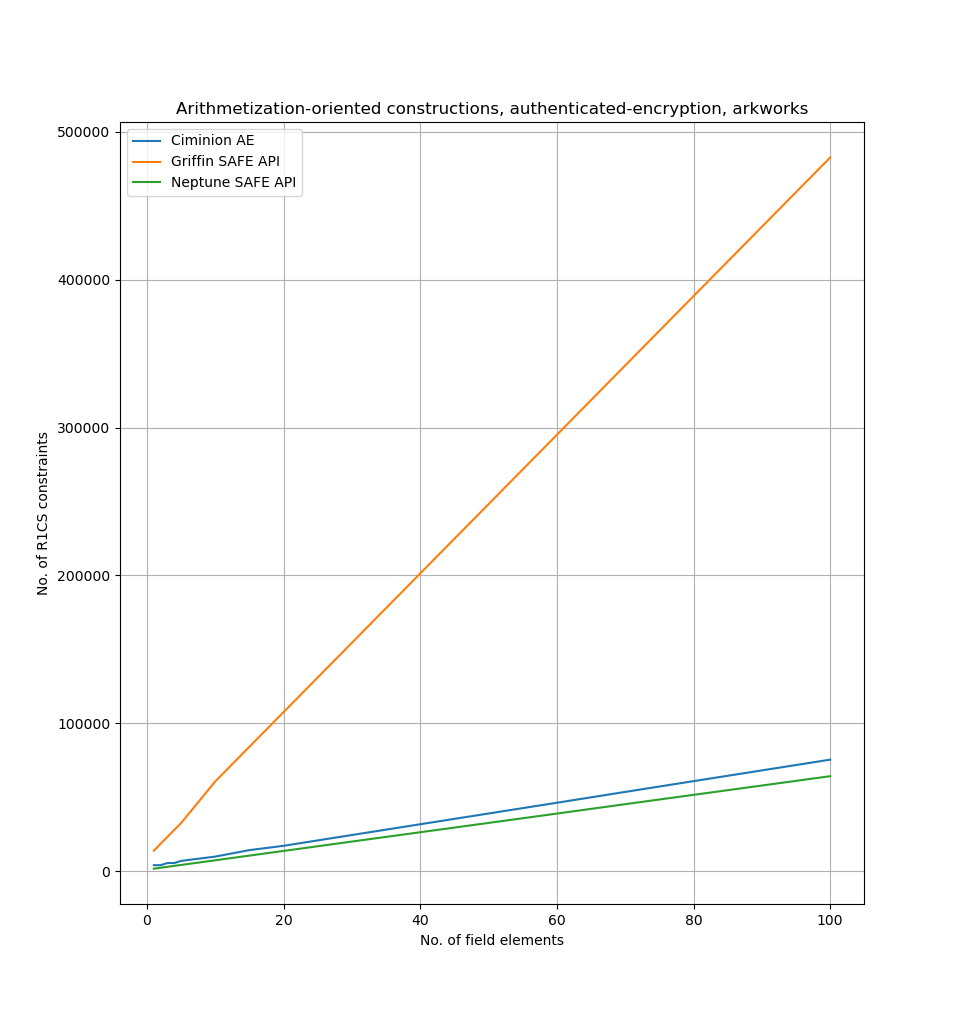 Arithmetization-oriented constructions, authenticated-encryption, arkworks
Ciminion AE
Griffin SAFE API
Neptune SAFE API
500000
400000
300000
200000
100000
0
No. of R1CS constraints
0 20 40 60 80 100
No. of field elements